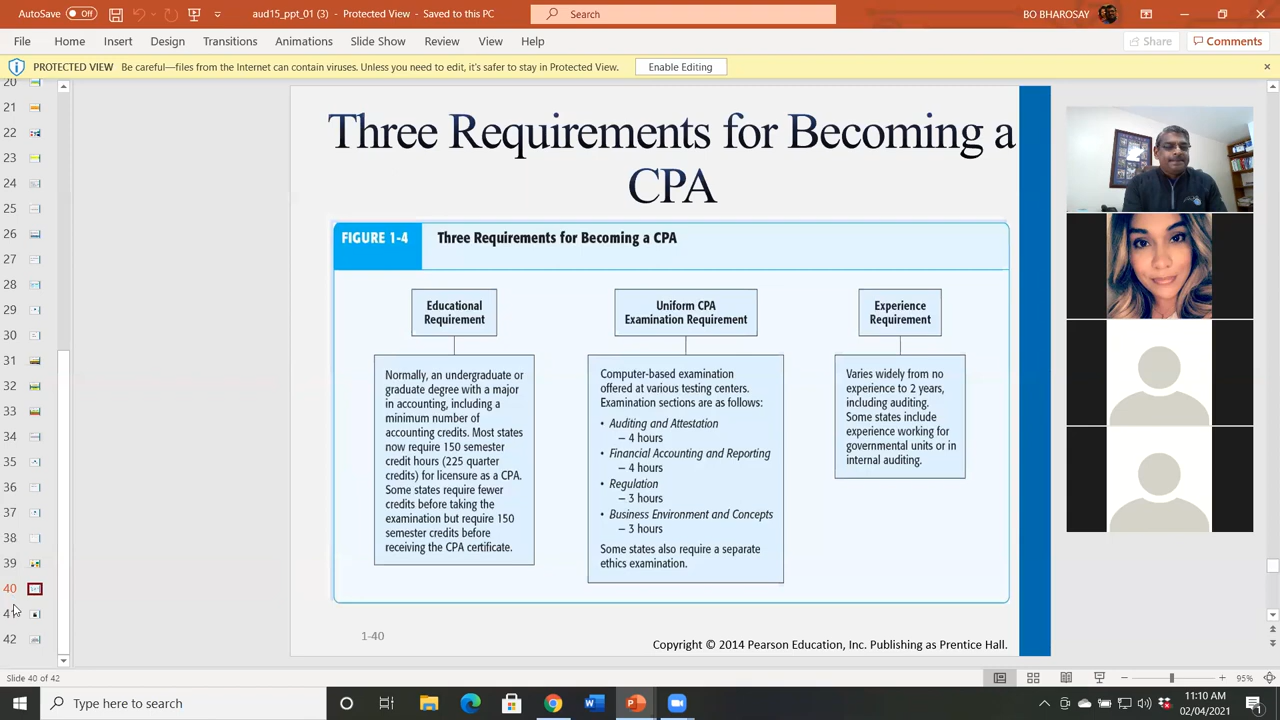 AutoSave Off aud15_ppt_01 (3) - Protected View - Saved to this PC Search BO BHAROSAY
File Home Insert Design Transitions Animations Slide Show Review View Help Share Comments
PROTECTED VIEW Be careful—files from the Internet can contain viruses. Unless you need to edit, it's safer to stay in Protected View. Enable Editing
20
21
22
23
24
25
26
27
28
29
30
31
32
33
34
35
36
37
38
39
40
41
42
Three Requirements for Becoming a
CPA
FIGURE 1-4 Three Requirements for Becoming a CPA
Educational
Requirement
Normally, an undergraduate or
graduate degree with a major
in accounting, including a
minimum number of
accounting credits. Most states
now require 150 semester
credit hours (225 quarter
credits) for licensure as a CPA.
Some states require fewer
credits before taking the
examination but require 150
semester credits before
receiving the CPA certificate.
Uniform CPA
Examination Requirement
Computer-based examination
offered at various testing centers.
Examination sections are as follows:
• Auditing and Attestation
– 4 hours
• Financial Accounting and Reporting
– 4 hours
• Regulation
– 3 hours
• Business Environment and Concepts
– 3 hours
Some states also require a separate
ethics examination.
Experience
Requirement
Varies widely from no
experience to 2 years,
including auditing.
Some states include
experience working for
governmental units or in
internal auditing.
1-40
Copyright © 2014 Pearson Education, Inc. Publishing as Prentice Hall.
Slide 40 of 42 95%
Type here to search
11:10 AM
02/04/2021
1